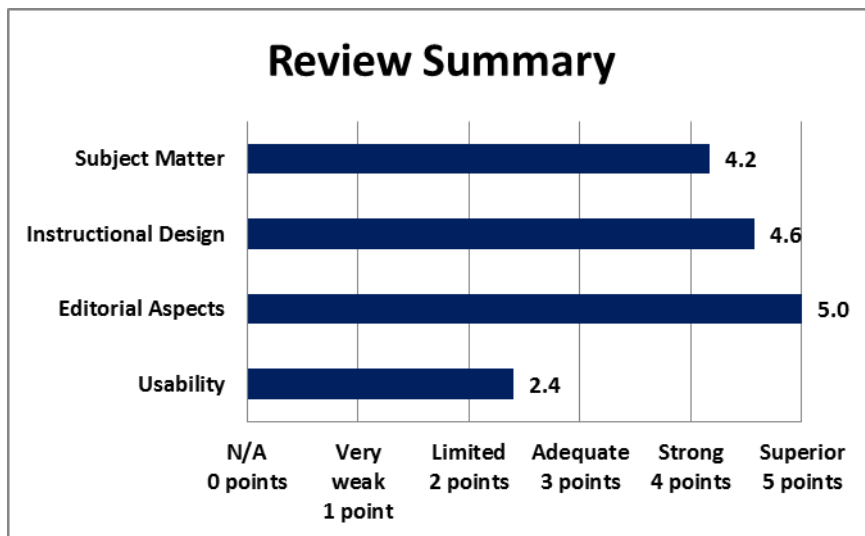 Review Summary
Subject Matter 4.2
Instructional Design 4.6
Editorial Aspects 5.0
Usability 2.4
N/A Very Limited Adequate Strong Superior
0 points weak 2 points 3 points 4 points 5 points
1 point